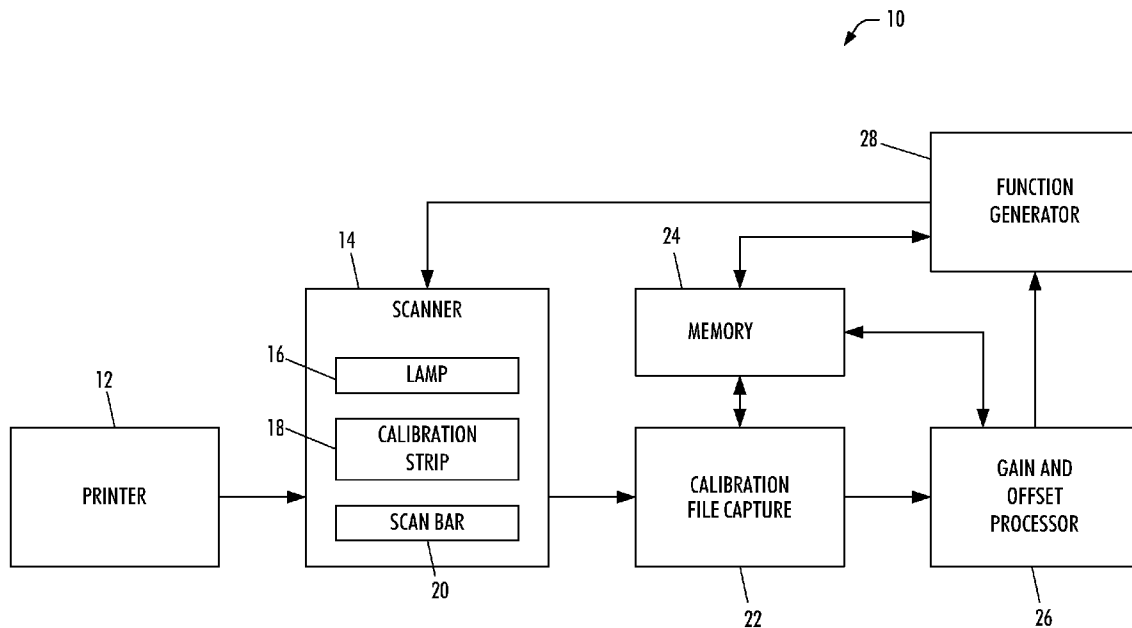 10
28
FUNCTION
GENERATOR
14
SCANNER
24
MEMORY
16
LAMP
12
PRINTER
18
CALIBRATION
STRIP
CALIBRATION
FILE CAPTURE
GAIN AND
OFFSET
PROCESSOR
SCAN BAR
20
22
26